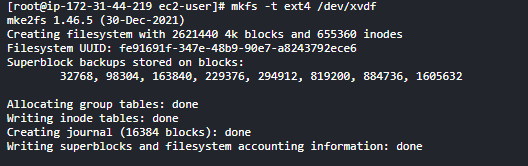 [root@ip-172-31-44-219 ec2-user]# mkfs -t ext4 /dev/xvdf
mke2fs 1.46.5 (30-Dec-2021)
Creating filesystem with 2621440 4k blocks and 655360 inodes
Filesystem UUID: fe91691f-347e-48b9-90e7-a8243792ece6
Superblock backups stored on blocks:
32768, 98304, 163840, 229376, 294912, 819200, 884736, 1605632
Allocating group tables: done
Writing inode tables: done
Creating journal (16384 blocks): done
Writing superblocks and filesystem accounting information: done